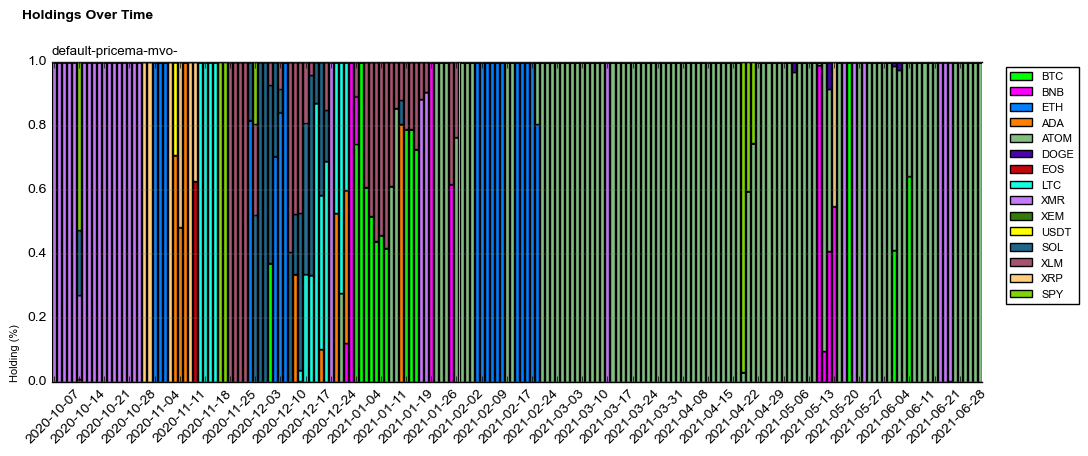 Holdings Over Time
default-pricema-mvo-
1.0
0.8
0.6
0.4
0.2
0.0
Holding (%)
2020-10-07
2020-10-14
2020-10-21
2020-10-28
2020-11-04
2020-11-11
2020-11-18
2020-11-25
2020-12-03
2020-12-10
2020-12-17
2020-12-24
2021-01-04
2021-01-11
2021-01-19
2021-01-26
2021-02-02
2021-02-09
2021-02-17
2021-02-24
2021-03-03
2021-03-10
2021-03-17
2021-03-24
2021-03-31
2021-04-08
2021-04-15
2021-04-22
2021-04-29
2021-05-06
2021-05-13
2021-05-20
2021-05-27
2021-06-04
2021-06-11
2021-06-21
2021-06-28
BTC
BNB
ETH
ADA
ATOM
DOGE
EOS
LTC
XMR
XEM
USDT
SOL
XLM
XRP
SPY